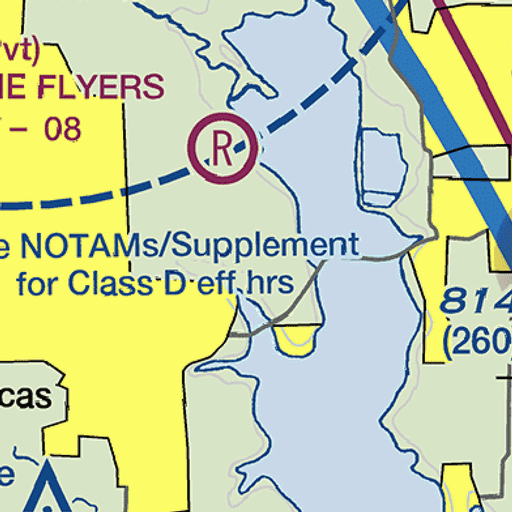 vt)
E FLYERS
- 08
R
e NOTAMs/Supplement
for Class D eff hrs
814
(260
cas
e